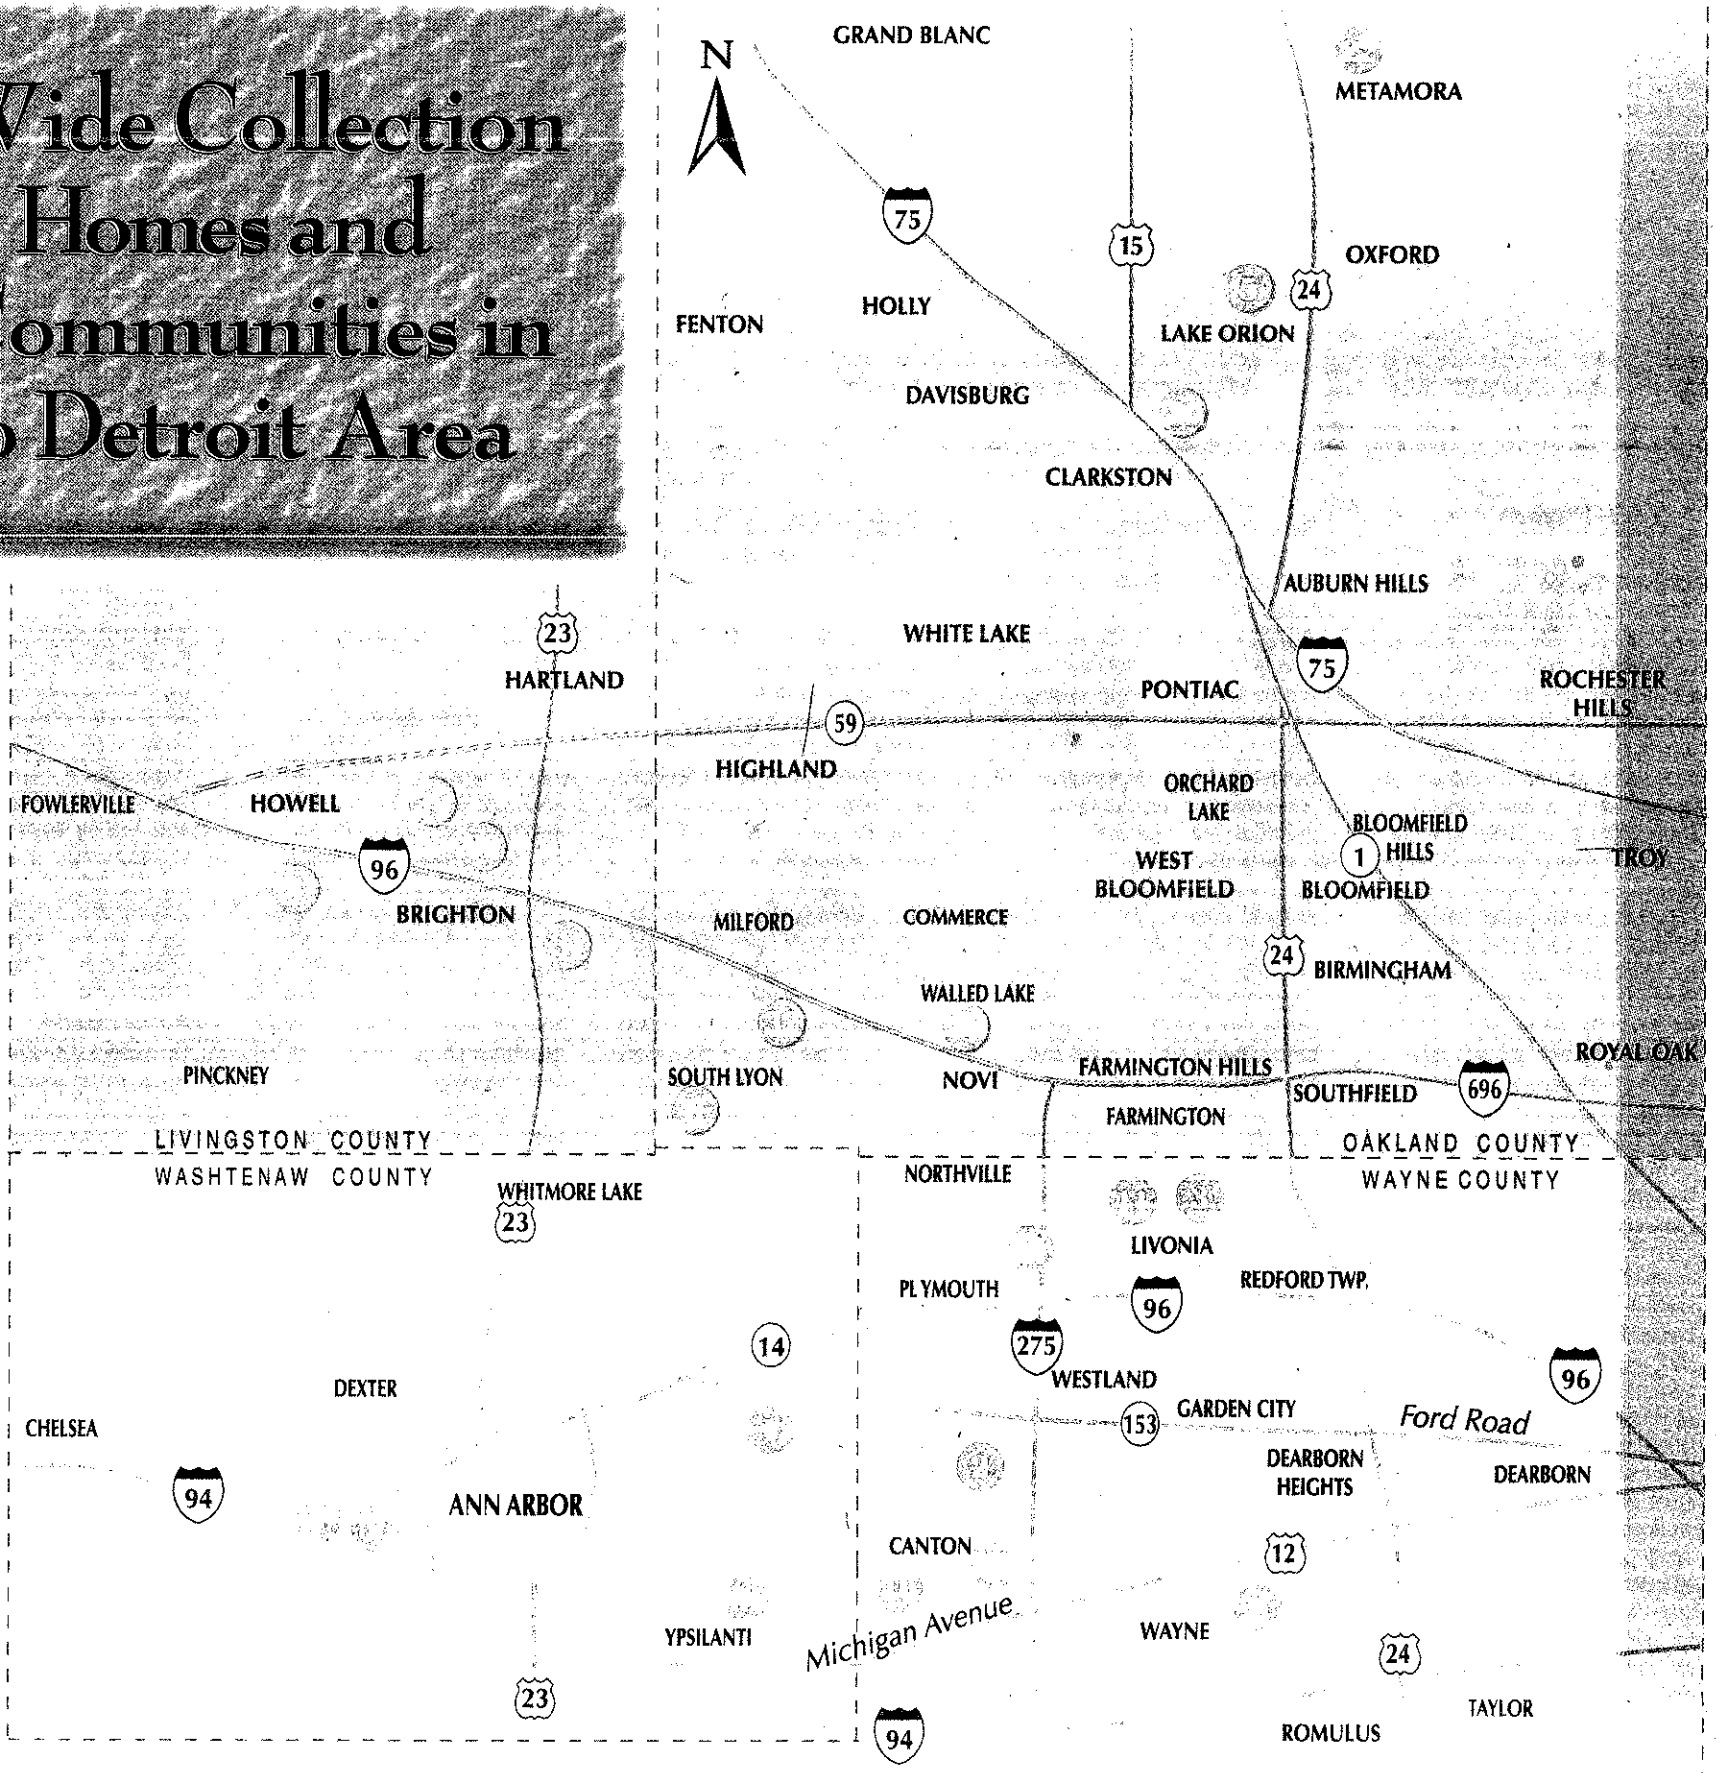 Wide Collection
Homes and
Communities in
Detroit Area
N
GRAND BLANC
METAMORA
75
15
OXFORD
24
HOLLY
FENTON
LAKE ORION
DAVISBURG
CLARKSTON
AUBURN HILLS
23
WHITE LAKE
75
HARTLAND
PONTIAC
ROCHESTER
HILLS
59
HIGHLAND
ORCHARD
LAKE
FOWLERVILLE
HOWELL
BLOOMFIELD
HILLS
1
96
WEST
BLOOMFIELD
TROY
BLOOMFIELD
BRIGHTON
MILFORD
COMMERCE
24
BIRMINGHAM
WALLED LAKE
ROYAL OAK
PINCKNEY
SOUTH LYON
NOVI
FARMINGTON HILLS
SOUTHFIELD
696
FARMINGTON
LIVINGSTON COUNTY
OAKLAND COUNTY
WASHTENAW COUNTY
NORTHVILLE
WAYNE COUNTY
WHITMORE LAKE
23
LIVONIA
PLYMOUTH
REDFORD TWP.
96
14
275
WESTLAND
96
DEXTER
CHELSEA
153
GARDEN CITY
Ford Road
DEARBORN
HEIGHTS
DEARBORN
94
ANN ARBOR
CANTON
12
YPSILANTI
Michigan Avenue
WAYNE
24
23
TAYLOR
94
ROMULUS